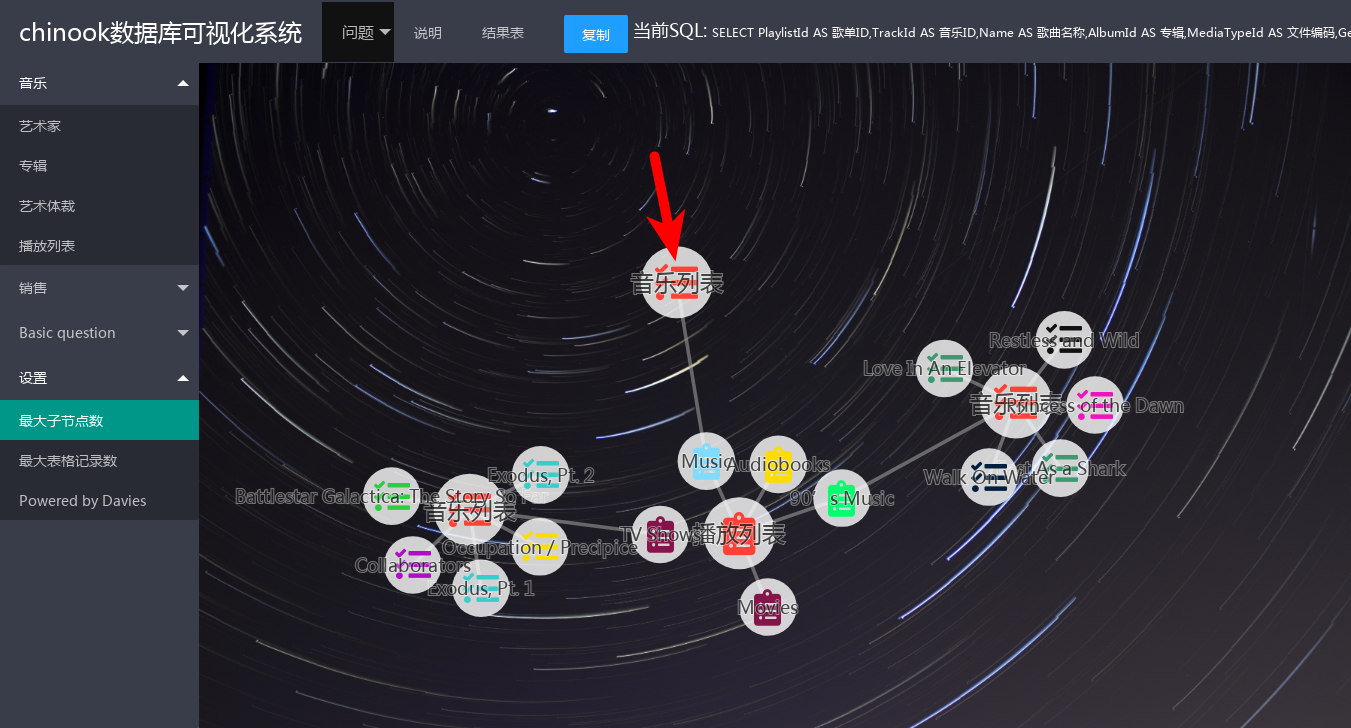 chinook数据库可视化系统
问题
说明
结果表
复制
当前SQL: SELECT PlaylistId AS 歌单ID,TrackId AS 音乐ID,Name AS 歌曲名称,AlbumId AS 专辑,MediaTypeId AS 文件编码,Ge
音乐
艺术家
专辑
艺术体裁
播放列表
销售
Basic question
设置
最大子节点数
最大表格记录数
Powered by Davies
音乐列表
Restless and Wild
Love In An Elevator
音乐列表
Princess of the Dawn
Music
Audiobooks
Walk On Water
st As a Shark
Exodus, Pt. 2
Battlestar Galactica: The Story So Far
音乐列表
90’s Music
TV Shows
播放列表
Occupation / Precipice
Collaborators
Exodus, Pt. 1
Movies